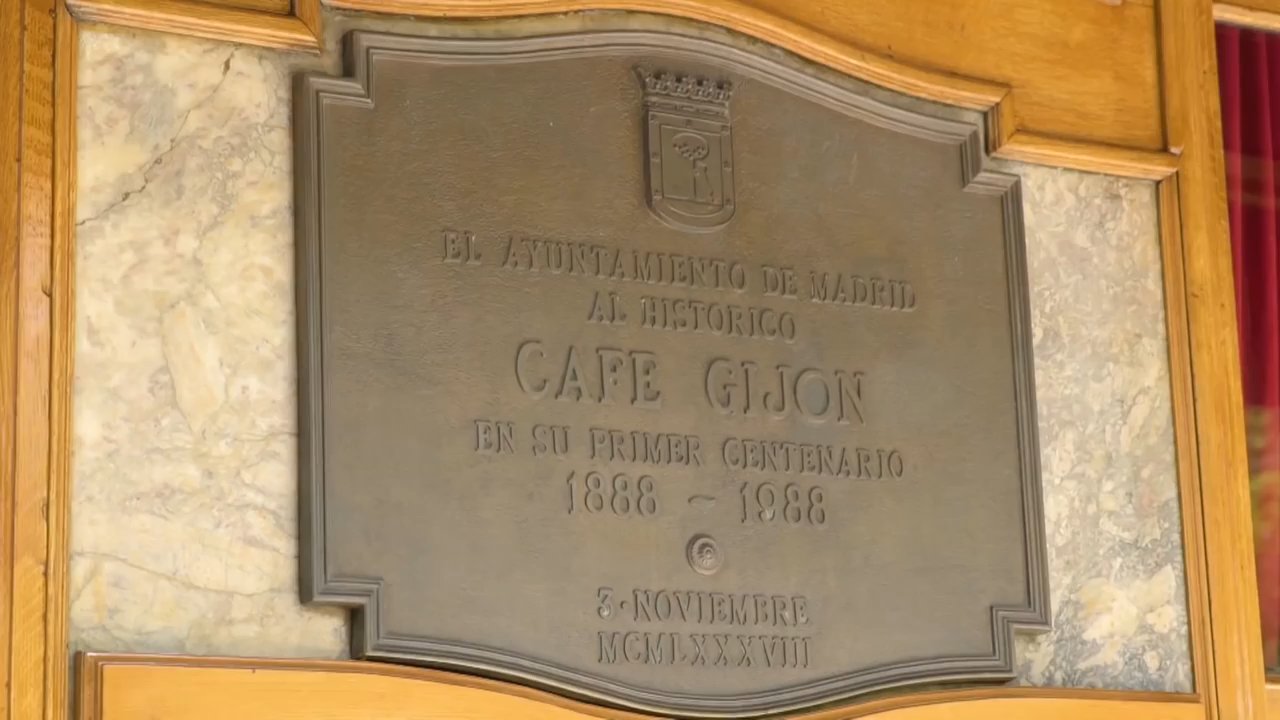 EL AYUNTAMIENTO DE MADRID
AL HISTORICO
CAFE GIJON
EN SU PRIMER CENTENARIO
1888 ~ 1988
3·NOVIEMBRE
MCMLXXXVIII